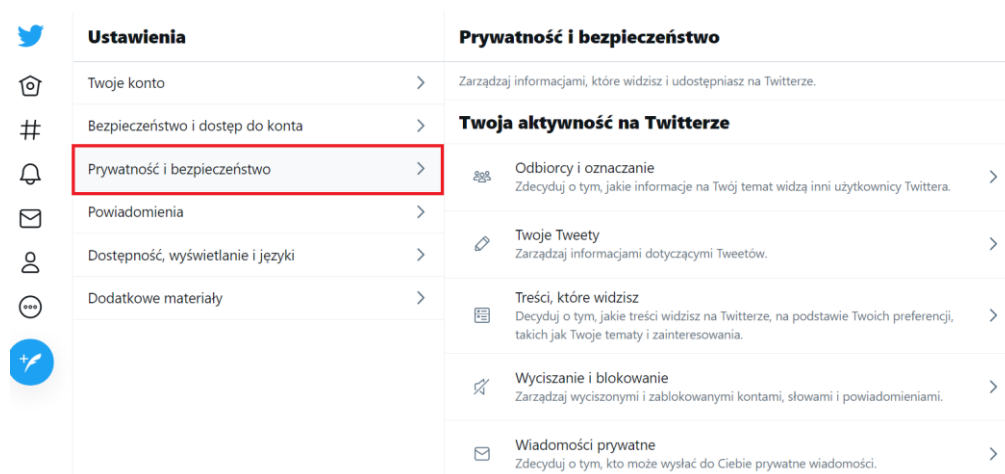 Ustawienia
Twoje konto
Bezpieczeństwo i dostęp do konta
Prywatność i bezpieczeństwo
Powiadomienia
Dostępność, wyświetlanie i języki
Dodatkowe materiały
Prywatność i bezpieczeństwo
Zarządzaj informacjami, które widzisz i udostępniasz na Twitterze.
Twoja aktywność na Twitterze
Odbiorcy i oznaczanie
Zdecyduj o tym, jakie informacje na Twój temat widzą inni użytkownicy Twittera.
Twoje Tweety
Zarządzaj informacjami dotyczącymi Tweetów.
Treści, które widzisz
Decyduj o tym, jakie treści widzisz na Twitterze, na podstawie Twoich preferencji,
takich jak Twoje tematy i zainteresowania.
Wyciszanie i blokowanie
Zarządzaj wyciszonymi i zablokowanymi kontami, słowami i powiadomieniami.
Wiadomości prywatne
Zdecyduj o tym, kto może wysłać do Ciebie prywatne wiadomości.